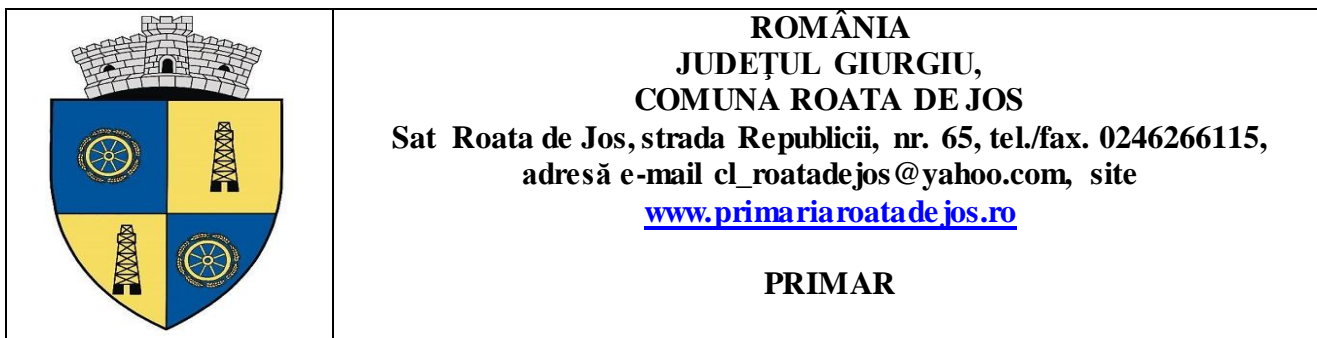 ROMÂNIA
JUDEŢUL GIURGIU,
COMUNA ROATA DE JOS
Sat Roata de Jos, strada Republicii, nr. 65, tel./fax. 0246266115,
adresă e-mail cl_roatadejos@yahoo.com, site
www.primariaroatadejos.ro
PRIMAR